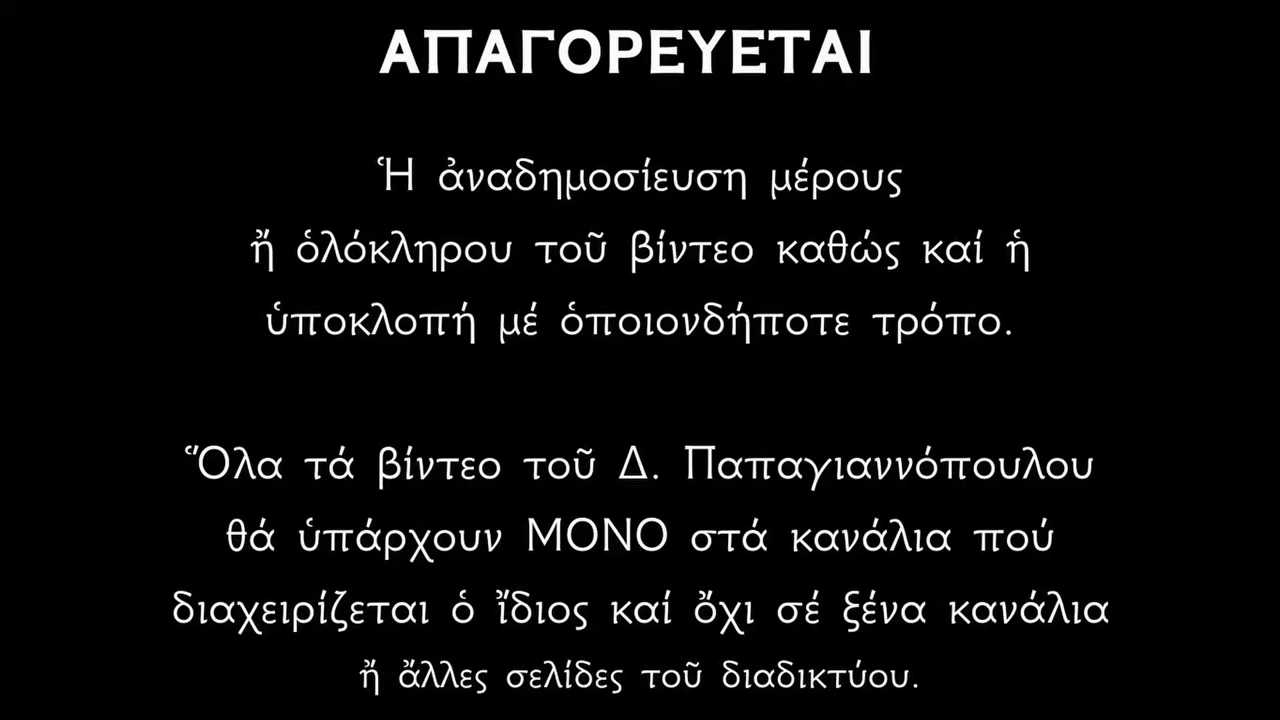 ΑΠΑΓΟΡΕΥΕΤΑΙ
Ἡ ἀναδημοσίευση μέρους
ἤ ὁλόκληρου τοῦ βίντεο καθώς καί ἡ
ὑποκλοπή μέ ὁποιονδήποτε τρόπο.
Ὅλα τά βίντεο τοῦ Δ. Παπαγιαννόπουλου
θά ὑπάρχουν ΜΟΝΟ στά κανάλια πού
διαχειρίζεται ὁ ἴδιος καί ὄχι σέ ξένα κανάλια
ἤ ἄλλες σελίδες τοῦ διαδικτύου.